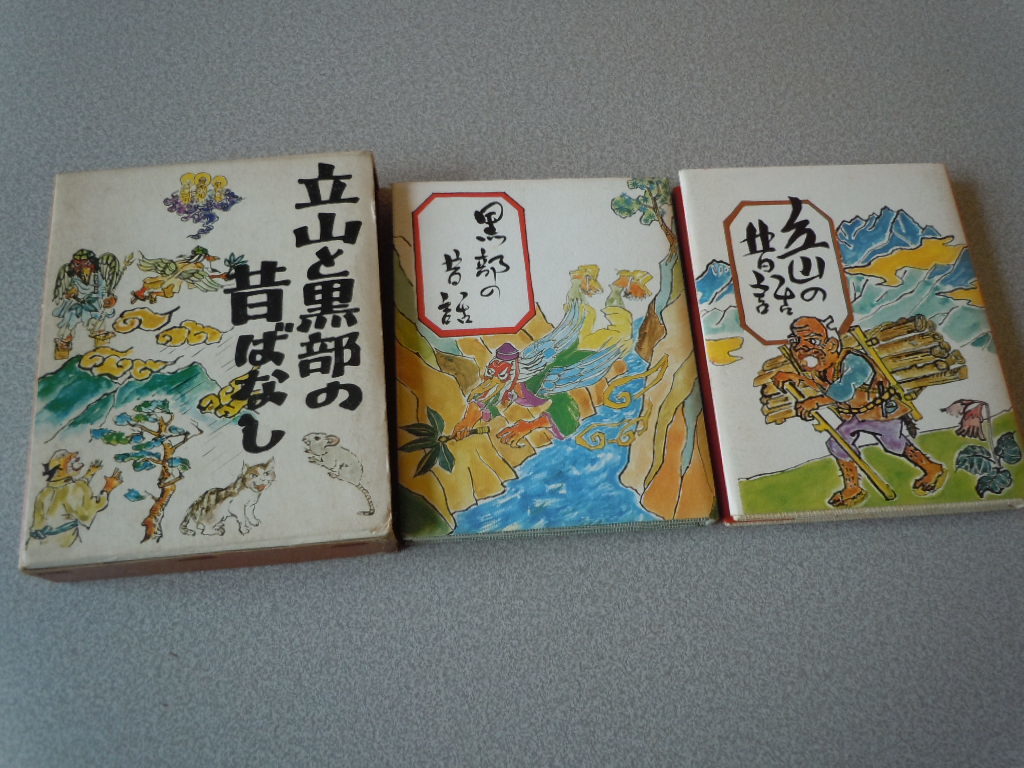 立山と黒部の
昔ばなし
黒部の
昔話
立山の
昔話